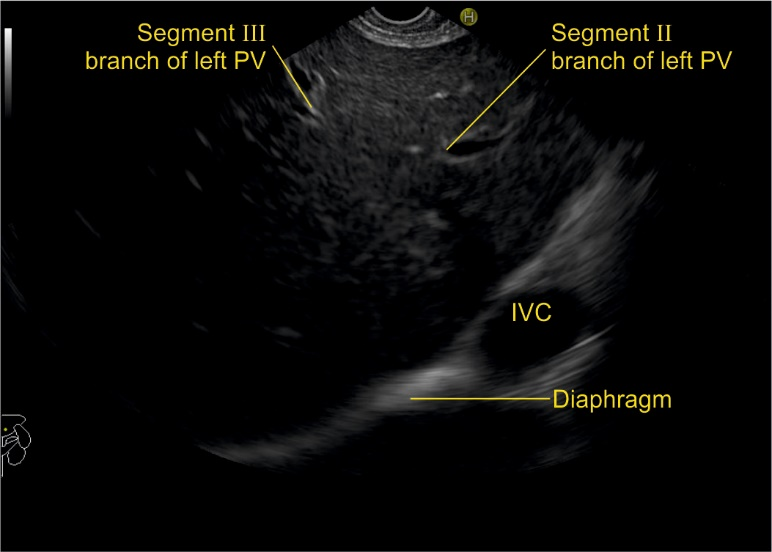 H
Segment III
branch of left PV
Segment II
branch of left PV
IVC
Diaphragm